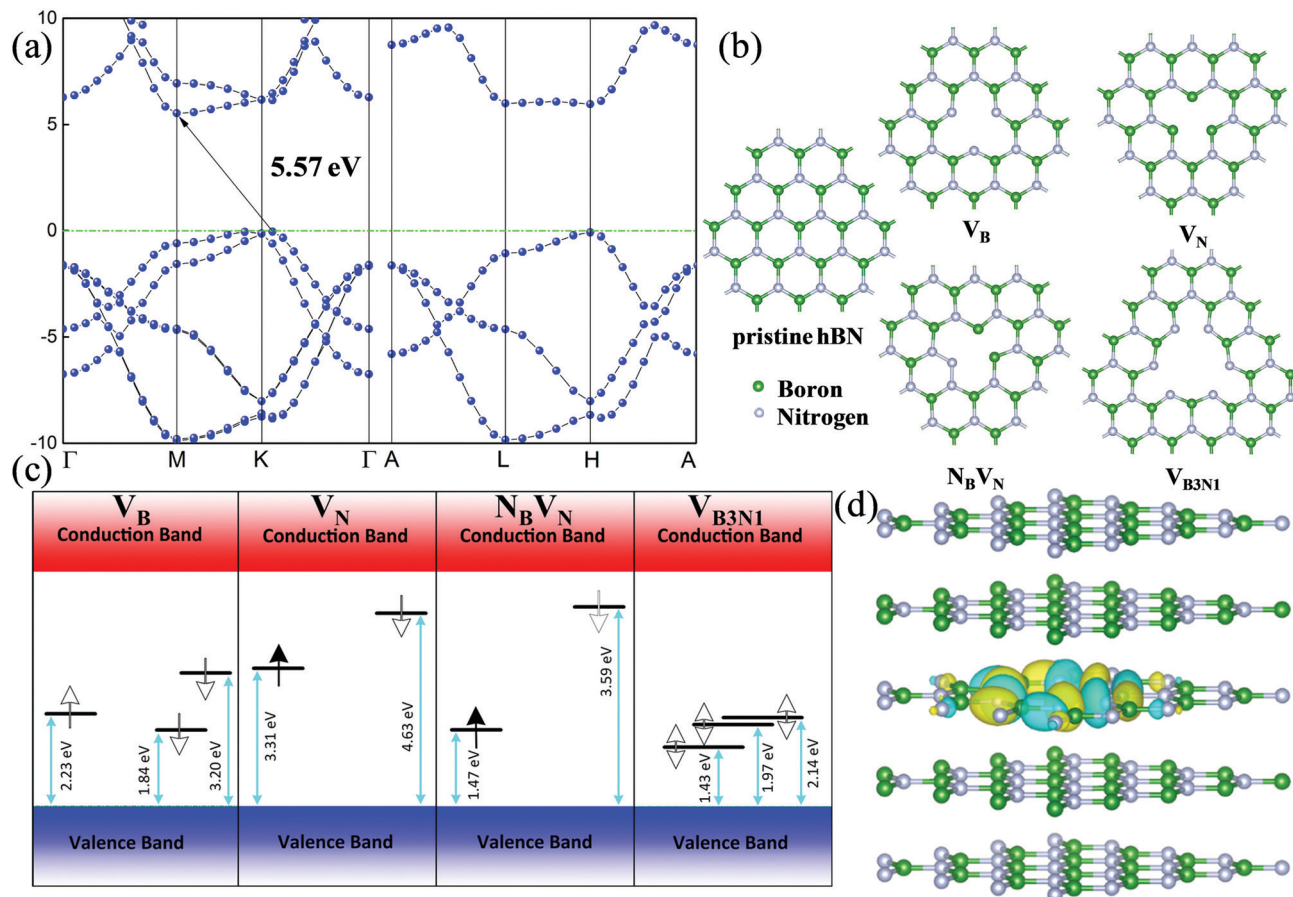 (a)
10
5
0
-5
-10
5.57 eV
Γ M K Γ A L H A
(b)
pristine hBN
V_B
V_N
Boron
Nitrogen
N_BV_N
V_B3N1
(c)
V_B
V_N
N_BV_N
V_B3N1
Conduction Band
Conduction Band
Conduction Band
Conduction Band
2.23 eV
1.84 eV
3.20 eV
3.31 eV
4.63 eV
1.47 eV
3.59 eV
1.43 eV
1.97 eV
2.14 eV
Valence Band
Valence Band
Valence Band
Valence Band
(d)